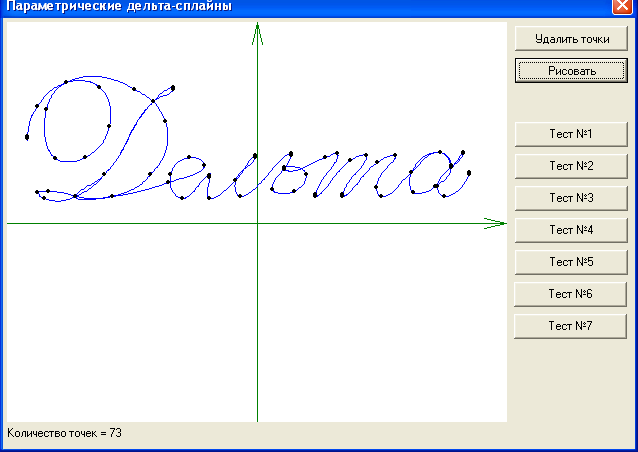 Параметрические дельта-сплайны
Удалить точки
Рисовать
Дельта
Тест №1
Тест №2
Тест №3
Тест №4
Тест №5
Тест №6
Тест №7
Количество точек = 73